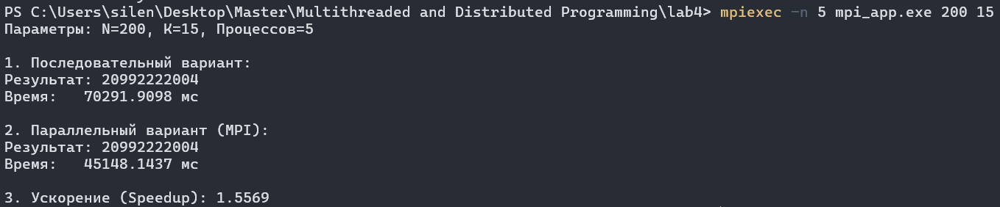 PS C:\Users\silen\Desktop\Master\Multithreaded and Distributed Programming\lab4> mpiexec -n 5 mpi_app.exe 200 15
Параметры: N=200, K=15, Процессов=5
1. Последовательный вариант:
Результат: 20992222004
Время:   70291.9098 мс
2. Параллельный вариант (MPI):
Результат: 20992222004
Время:   45148.1437 мс
3. Ускорение (Speedup): 1.5569